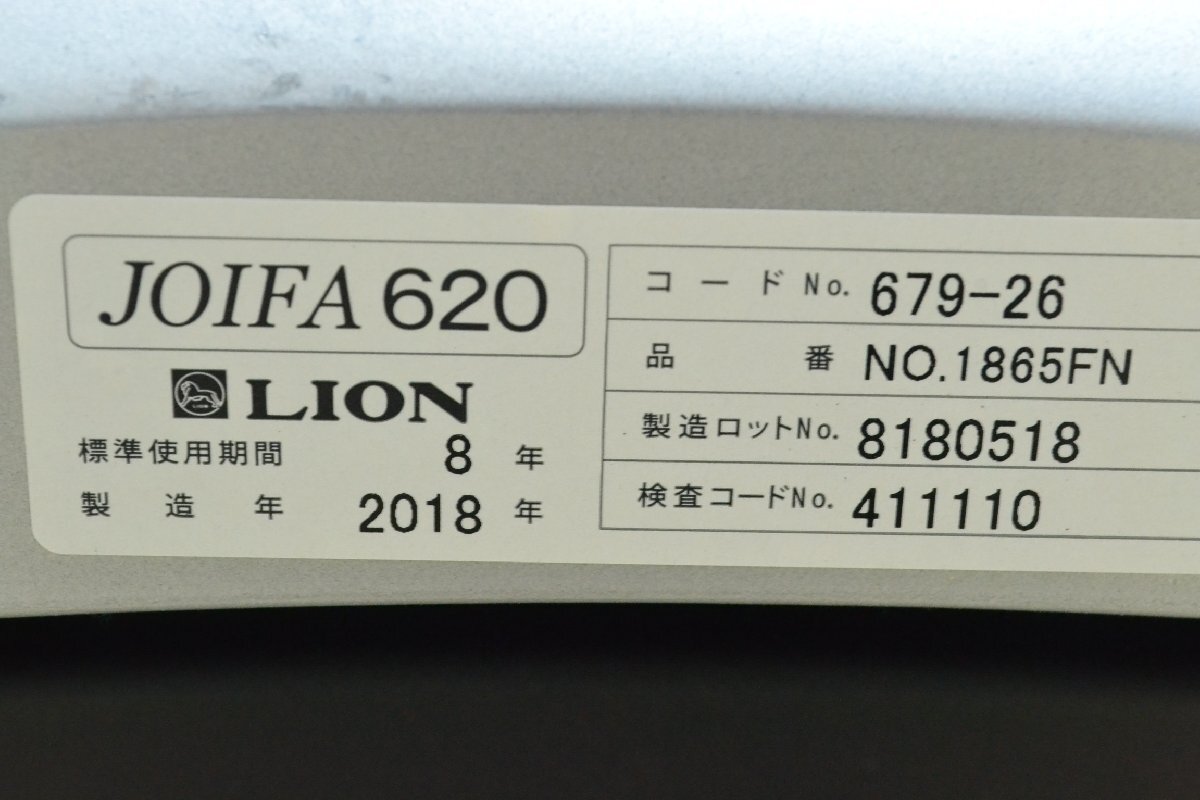 JOIFA 620
LION
標準使用期間 8 年
製造年 2018 年
コードNo. 679-26
品番 NO.1865FN
製造ロットNo. 8180518
検査コードNo. 411110